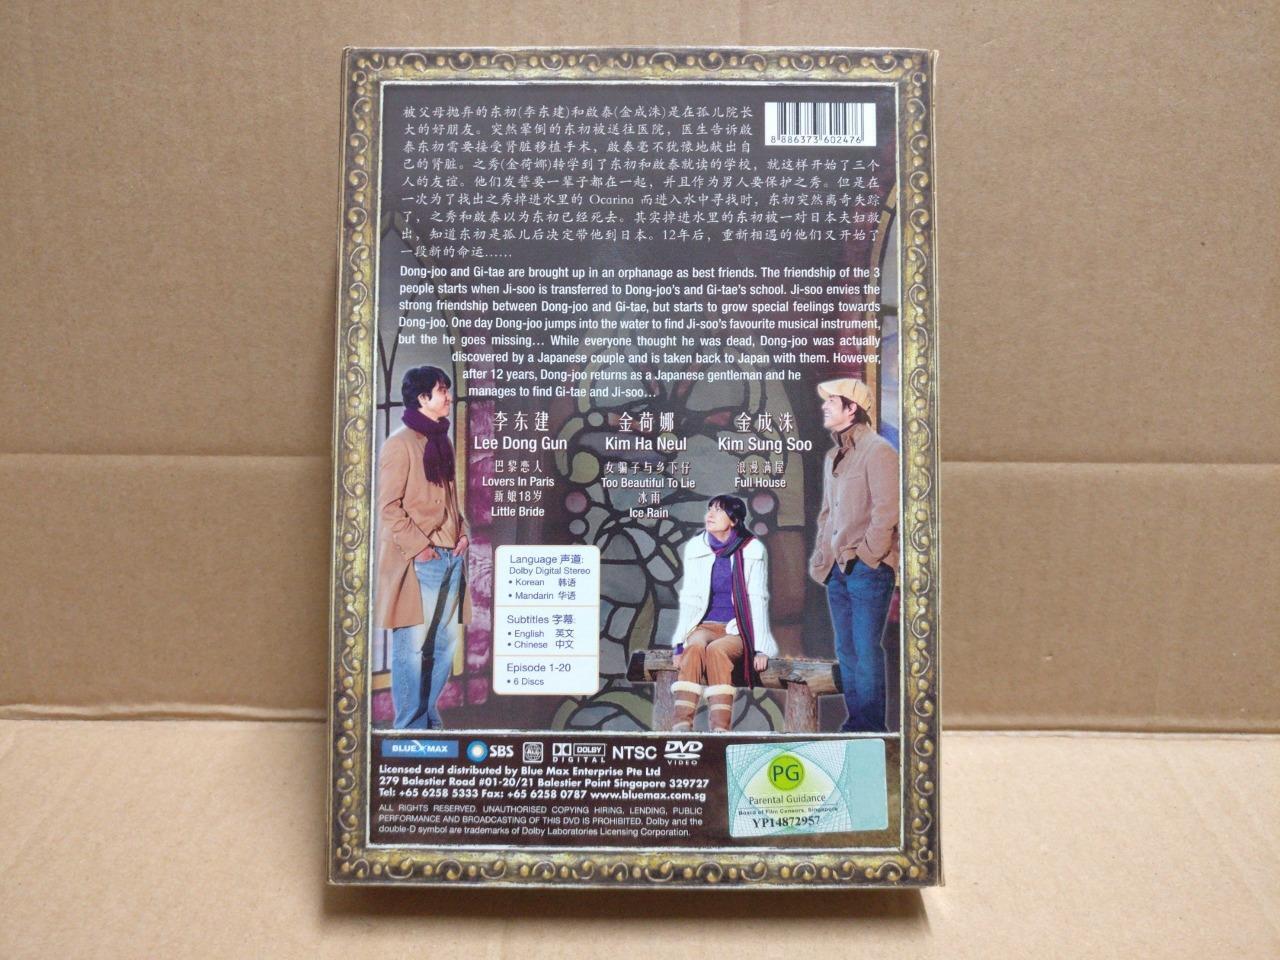 被父母抛弃的东初(李东建)和啟泰(金成洙)是在孤儿院长
大的好朋友。突然晕倒的东初被送往医院，医生告诉啟
泰东初需要接受肾脏移植手术，啟泰毫不犹豫地献出自
己的肾脏。之秀(金荷娜)转学到了东初和啟泰就读的学校，就这样开始了三个
人的友谊。他们发誓要一辈子都在一起，并且作为男人要保护之秀。但是在
一次为了找出之秀掉进水里的 Ocarina 而进入水中寻找时，东初突然离奇失踪
了，之秀和啟泰以为东初已经死去。其实掉进水里的东初被一对日本夫妇救
出，知道东初是孤儿后决定带他到日本。12年后，重新相遇的他们又开始了
一段新的命运……
8 886373 602476
Dong-joo and Gi-tae are brought up in an orphanage as best friends. The friendship of the 3
people starts when Ji-soo is transferred to Dong-joo's and Gi-tae's school. Ji-soo envies the
strong friendship between Dong-joo and Gi-tae, but starts to grow special feelings towards
Dong-joo. One day Dong-joo jumps into the water to find Ji-soo's favourite musical instrument,
but the he goes missing... While everyone thought he was dead, Dong-joo was actually
discovered by a Japanese couple and is taken back to Japan with them. However,
after 12 years, Dong-joo returns as a Japanese gentleman and he
manages to find Gi-tae and Ji-soo...
李东建 金荷娜 金成洙
Lee Dong Gun Kim Ha Neul Kim Sung Soo
巴黎恋人 女骗子与乡下仔 浪漫满屋
Lovers In Paris Too Beautiful To Lie Full House
新娘18岁 冰雨
Little Bride Ice Rain
Language 声道:
Dolby Digital Stereo
• Korean 韩语
• Mandarin 华语
Subtitles 字幕:
• English 英文
• Chinese 中文
Episode 1-20
• 6 Discs
BLUE MAX SBS DOLBY DIGITAL NTSC DVD VIDEO
Licensed and distributed by Blue Max Enterprise Pte Ltd
279 Balestier Road #01-20/21 Balestier Point Singapore 329727
Tel: +65 6258 5333 Fax: +65 6258 0787 www.bluemax.com.sg
ALL RIGHTS RESERVED. UNAUTHORISED COPYING HIRING, LENDING, PUBLIC
PERFORMANCE AND BROADCASTING OF THIS DVD IS PROHIBITED. Dolby and the
double-D symbol are trademarks of Dolby Laboratories Licensing Corporation.
PG
Parental Guidance
Board of Film Censors, Singapore
YP14872957